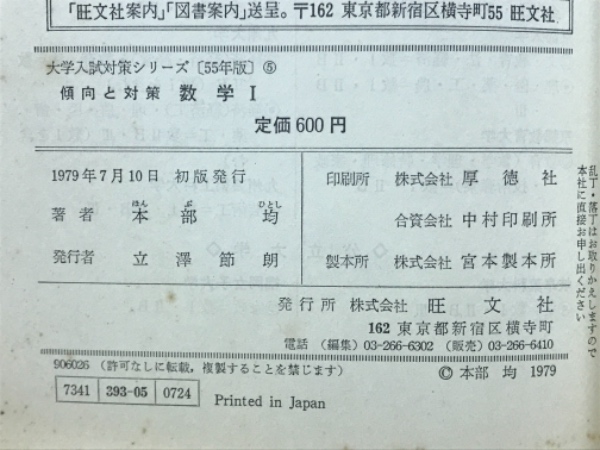 「旺文社案内」「図書案内」送呈。〒162 東京都新宿区横寺町55 旺文社
大学入試対策シリーズ〔55年版〕⑤
傾向と対策 数学Ⅰ
定価600円
1979年7月10日 初版発行
著者 本部 均
ほん ぶ ひとし
発行者 立澤節朗
印刷所 株式会社 厚徳社
合資会社 中村印刷所
製本所 株式会社 宮本製本所
発行所 株式会社 旺文社
162 東京都新宿区横寺町
電話 (編集) 03-266-6302 (販売) 03-266-6410
906026 (許可なしに転載,複製することを禁じます)
© 本部 均 1979
7341 393-05 0724
Printed in Japan
乱丁・落丁はお取りかえしますので
本社に直接お申し出ください